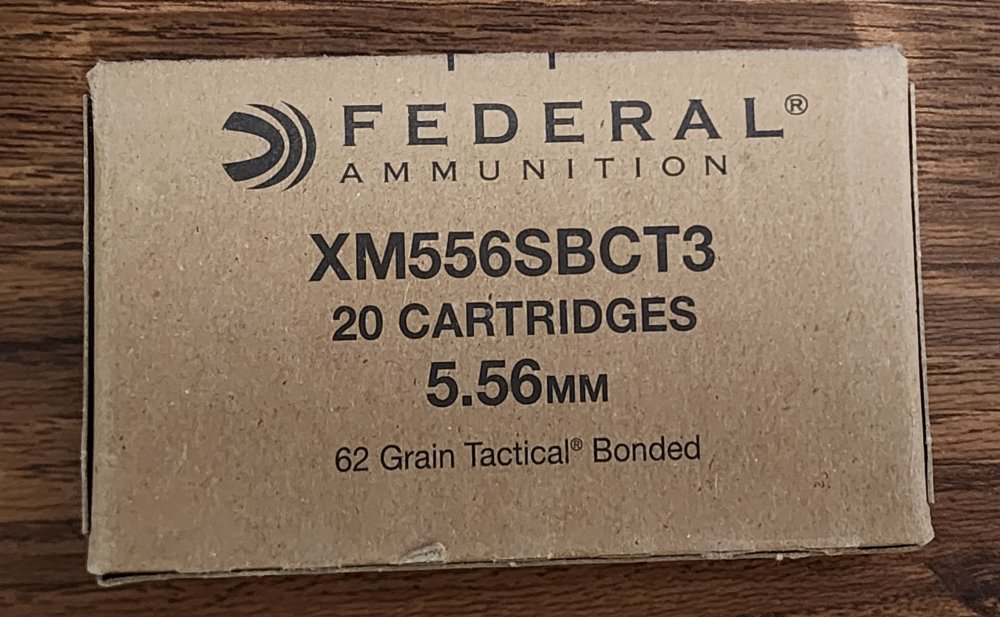 FEDERAL®
AMMUNITION
XM556SBCT3
20 CARTRIDGES
5.56MM
62 Grain Tactical® Bonded